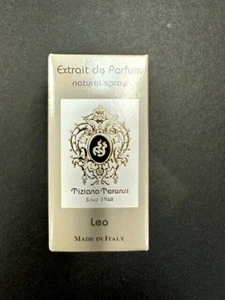 Extrait de Parfum
natural spray
Tiziana Terenzi
Since 1968
Leo
Made in Italy